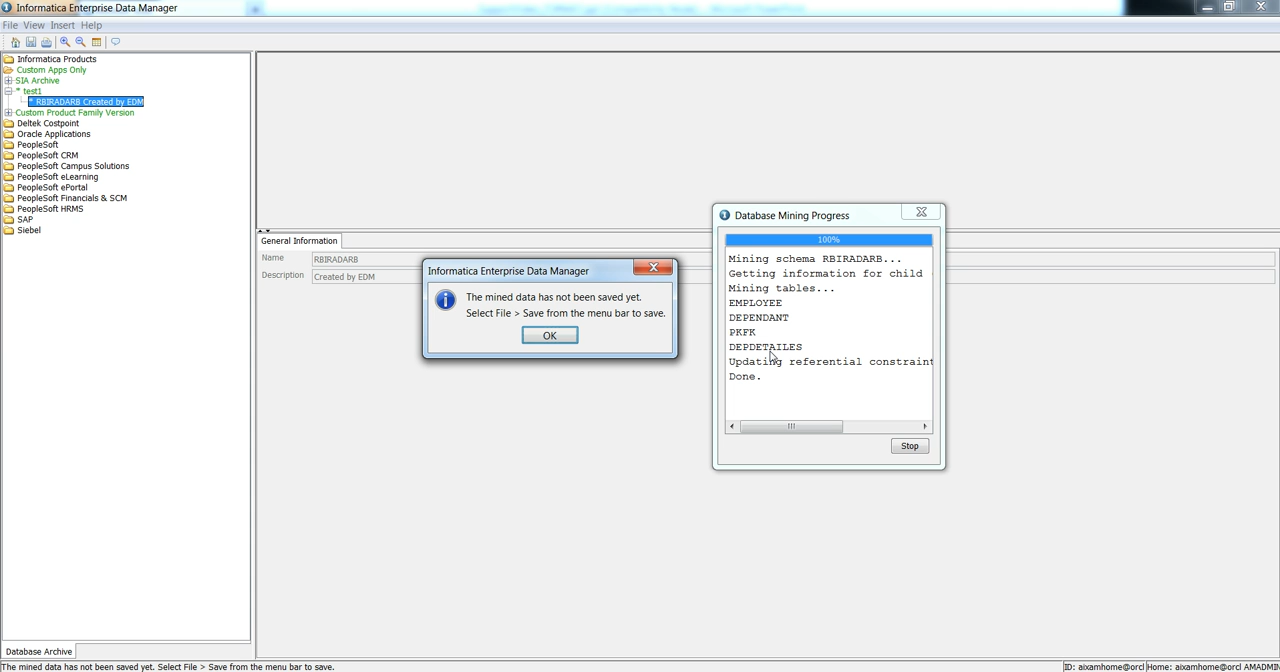 Informatica Enterprise Data Manager
File View Insert Help
Informatica Products
Custom Apps Only
SIA Archive
* test1
* RBIRADARB Created by EDM
Custom Product Family Version
Deltek Costpoint
Oracle Applications
PeopleSoft
PeopleSoft CRM
PeopleSoft Campus Solutions
PeopleSoft eLearning
PeopleSoft ePortal
PeopleSoft Financials & SCM
PeopleSoft HRMS
SAP
Siebel
Database Archive
General Information
Name RBIRADARB
Description Created by EDM
Informatica Enterprise Data Manager
The mined data has not been saved yet.
Select File > Save from the menu bar to save.
OK
Database Mining Progress
100%
Mining schema RBIRADARB...
Getting information for child
Mining tables...
EMPLOYEE
DEPENDANT
PKFK
DEPDETAILES
Updating referential constraint
Done.
Stop
The mined data has not been saved yet. Select File > Save from the menu bar to save.
ID: aixamhome@orcl Home: aixamhome@orcl AMADMIN